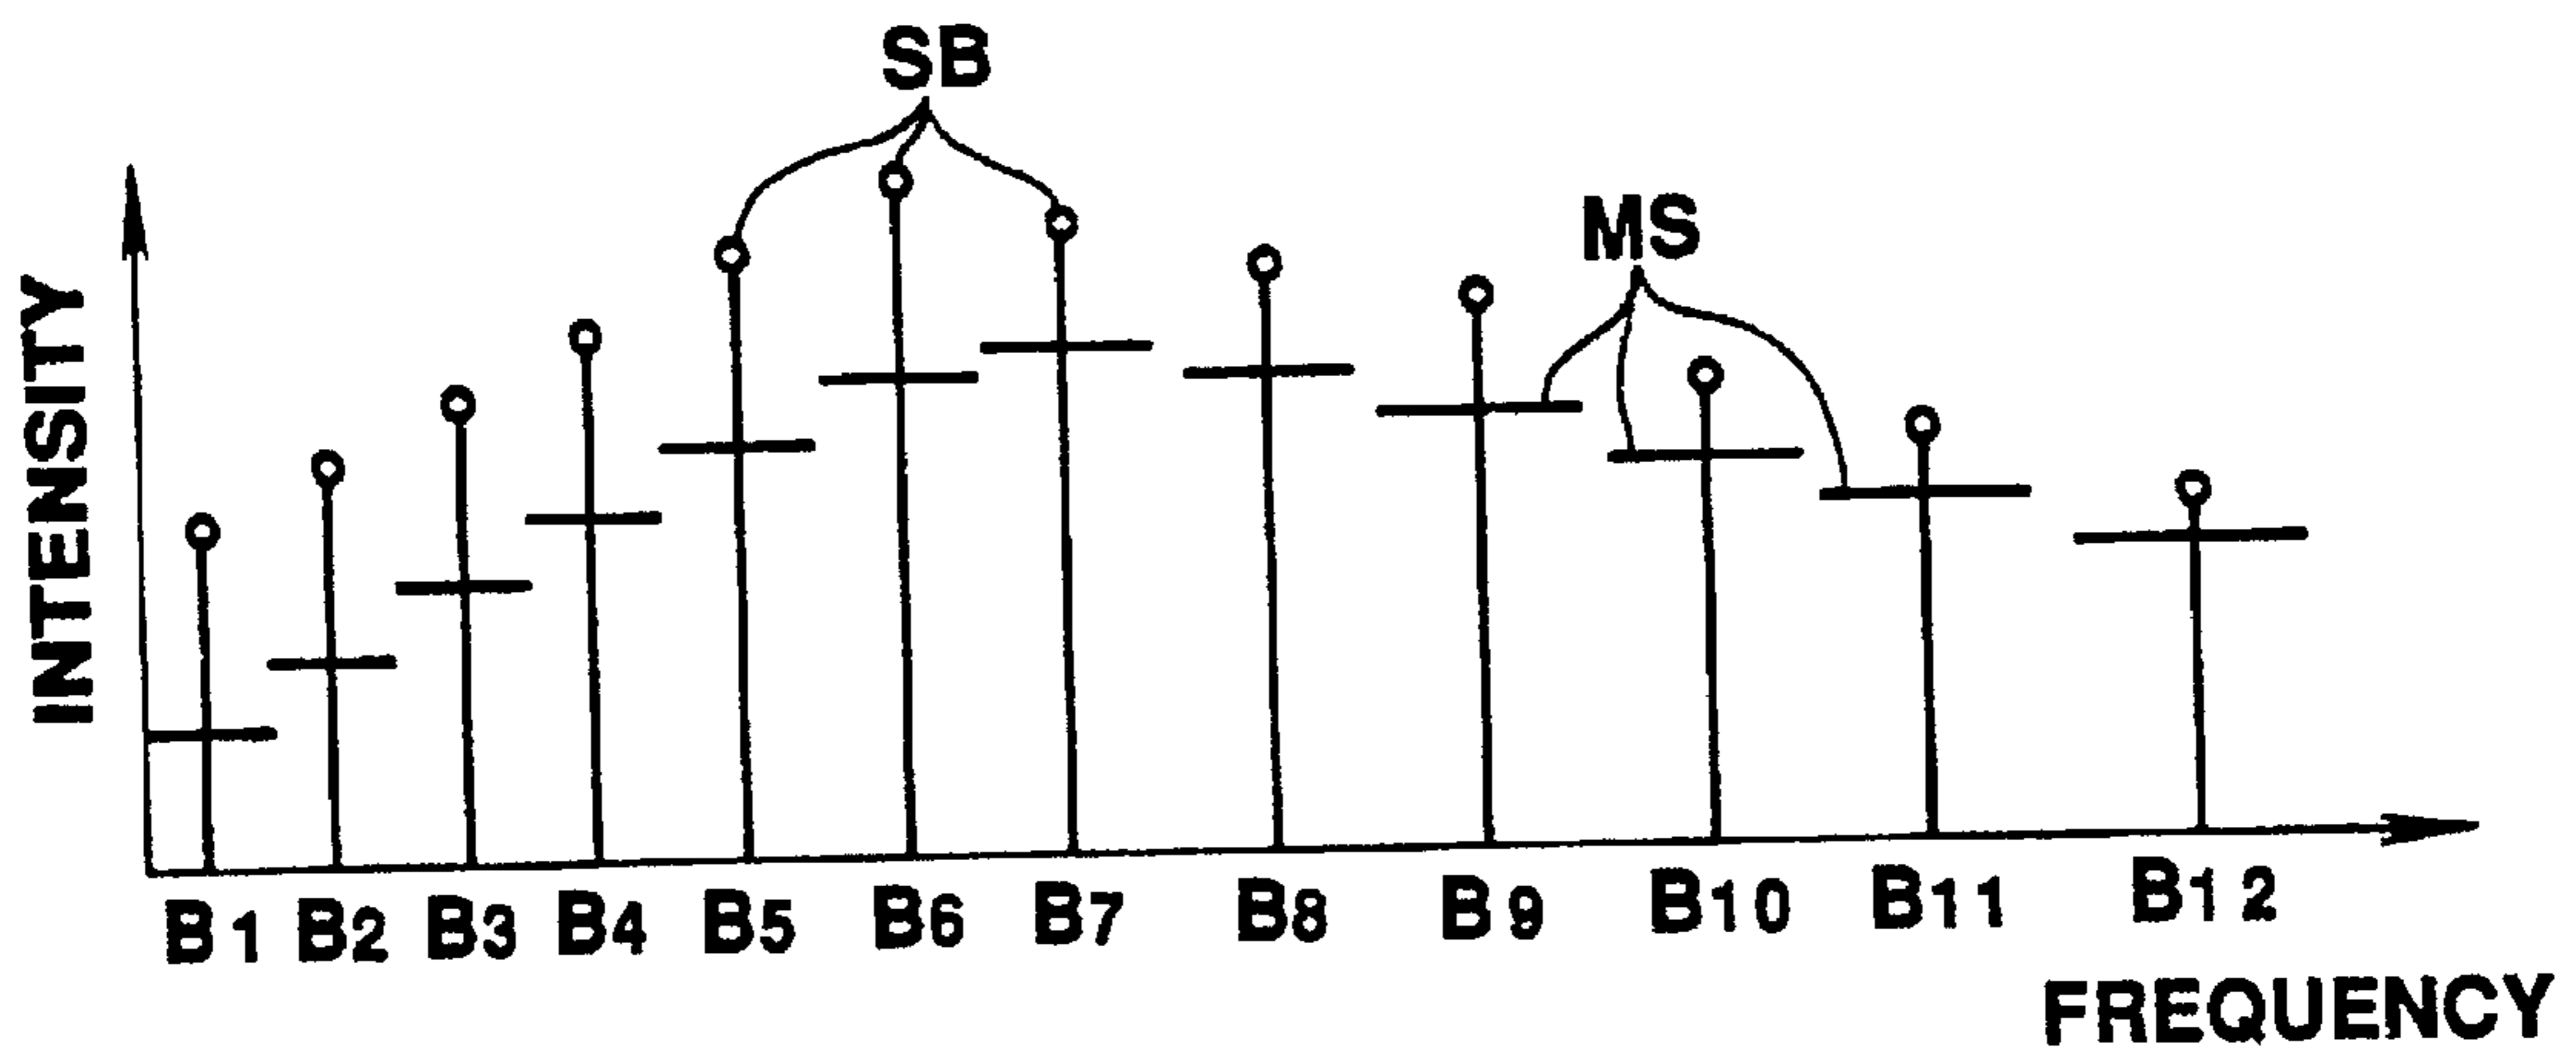 SB
MS
INTENSITY
B1 B2 B3 B4 B5 B6 B7 B8 B9 B10 B11 B12
FREQUENCY